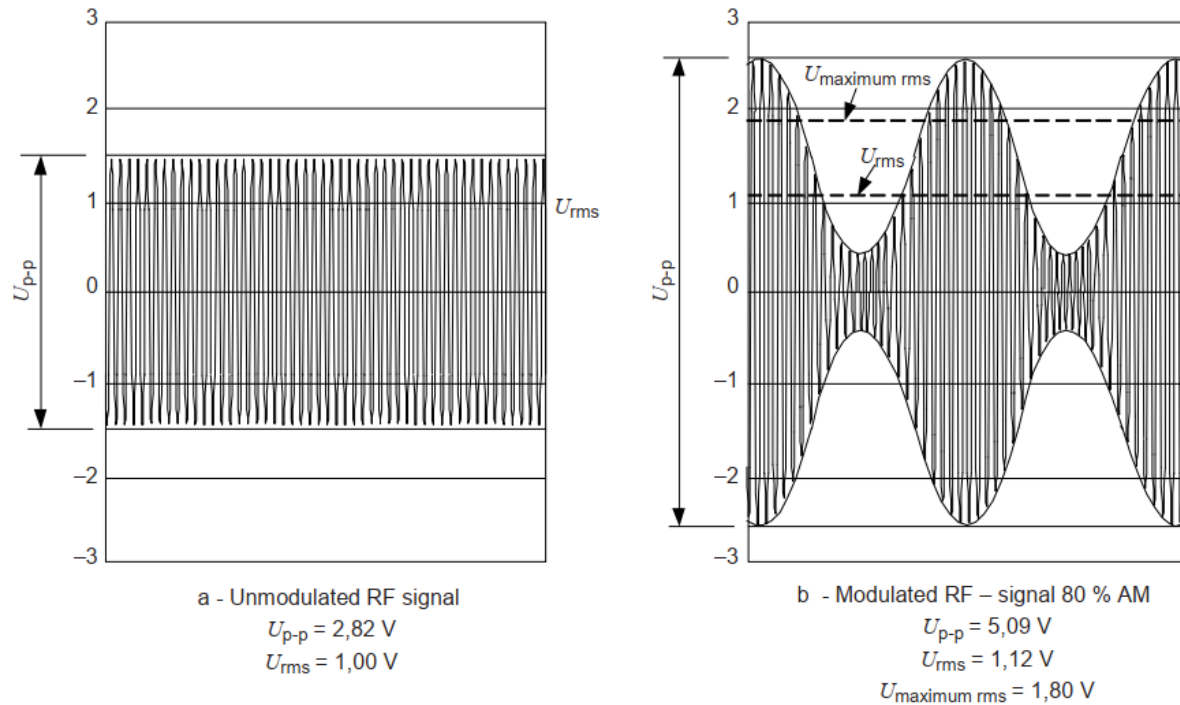 3
2
1
0
–1
–2
–3
Up-p
Urms
a - Unmodulated RF signal
Up-p = 2,82 V
Urms = 1,00 V
3
2
1
0
–1
–2
–3
Up-p
Umaximum rms
Urms
b - Modulated RF – signal 80 % AM
Up-p = 5,09 V
Urms = 1,12 V
Umaximum rms = 1,80 V